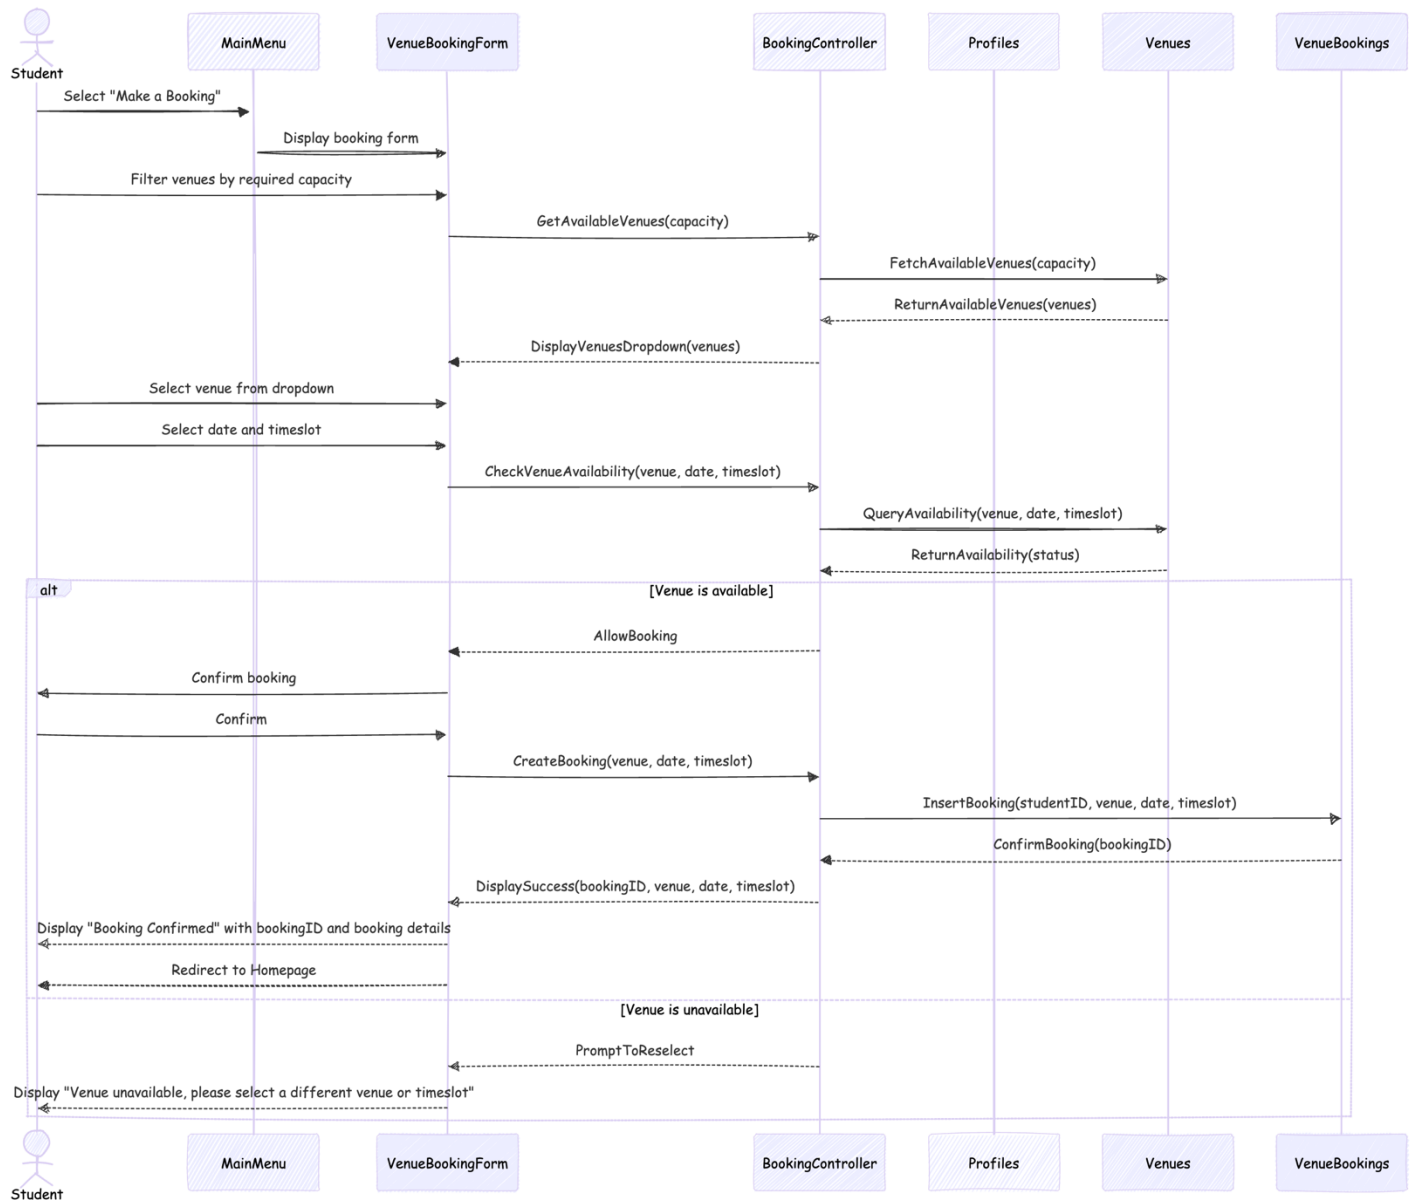 MainMenu
VenueBookingForm
BookingController
Profiles
Venues
VenueBookings
Student
Select "Make a Booking"
Display booking form
Filter venues by required capacity
GetAvailableVenues(capacity)
FetchAvailableVenues(capacity)
ReturnAvailableVenues(venues)
DisplayVenuesDropdown(venues)
Select venue from dropdown
Select date and timeslot
CheckVenueAvailability(venue, date, timeslot)
QueryAvailability(venue, date, timeslot)
ReturnAvailability(status)
alt
[Venue is available]
AllowBooking
Confirm booking
Confirm
CreateBooking(venue, date, timeslot)
InsertBooking(studentID, venue, date, timeslot)
ConfirmBooking(bookingID)
DisplaySuccess(bookingID, venue, date, timeslot)
Display "Booking Confirmed" with bookingID and booking details
Redirect to Homepage
[Venue is unavailable]
PromptToReselect
Display "Venue unavailable, please select a different venue or timeslot"
MainMenu
VenueBookingForm
BookingController
Profiles
Venues
VenueBookings
Student